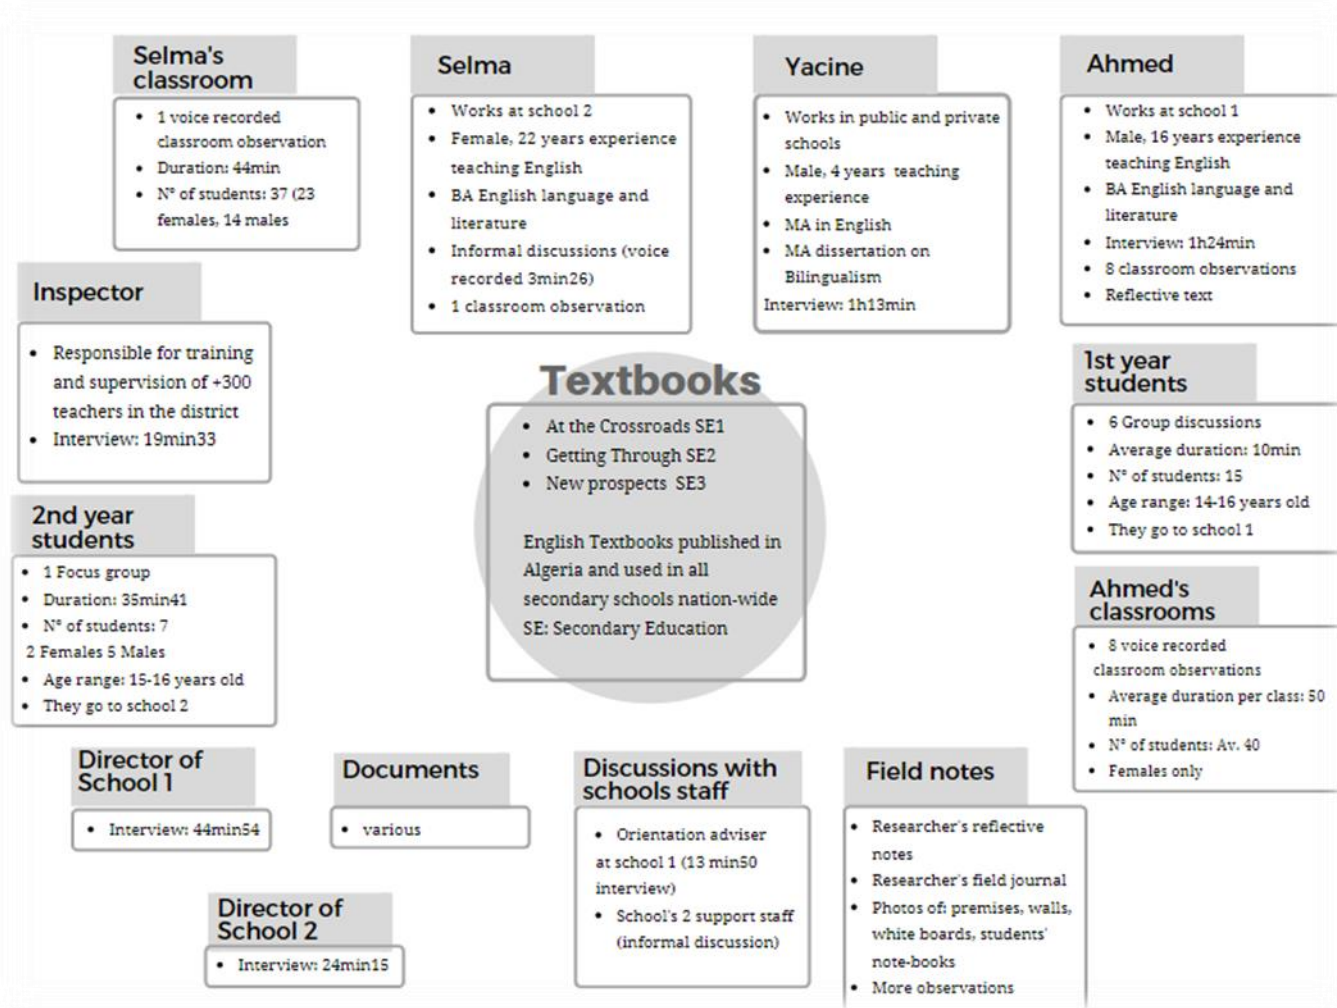 Selma's
classroom
• 1 voice recorded
classroom observation
• Duration: 44min
• N° of students: 37 (23
females, 14 males
Selma
• Works at school 2
• Female, 22 years experience
teaching English
• BA English language and
literature
• Informal discussions (voice
recorded 3min26)
• 1 classroom observation
Yacine
• Works in public and private
schools
• Male, 4 years teaching
experience
• MA in English
• MA dissertation on
Bilingualism
Interview: 1h13min
Ahmed
• Works at school 1
• Male, 16 years experience
teaching English
• BA English language and
literature
• Interview: 1h24min
• 8 classroom observations
• Reflective text
Inspector
• Responsible for training
and supervision of +300
teachers in the district
• Interview: 19min33
Textbooks
• At the Crossroads SE1
• Getting Through SE2
• New prospects SE3
English Textbooks published in
Algeria and used in all
secondary schools nation-wide
SE: Secondary Education
1st year
students
• 6 Group discussions
• Average duration: 10min
• N° of students: 15
• Age range: 14-16 years old
• They go to school 1
2nd year
students
• 1 Focus group
• Duration: 35min41
• N° of students: 7
2 Females 5 Males
• Age range: 15-16 years old
• They go to school 2
Ahmed's
classrooms
• 8 voice recorded
classroom observations
• Average duration per class: 50
min
• N° of students: Av. 40
• Females only
Director of
School 1
• Interview: 44min54
Documents
• various
Discussions with
schools staff
• Orientation adviser
at school 1 (13 min50
interview)
• School's 2 support staff
(informal discussion)
Field notes
• Researcher's reflective
notes
• Researcher's field journal
• Photos of: premises, walls,
white boards, students'
note-books
• More observations
Director of
School 2
• Interview: 24min15